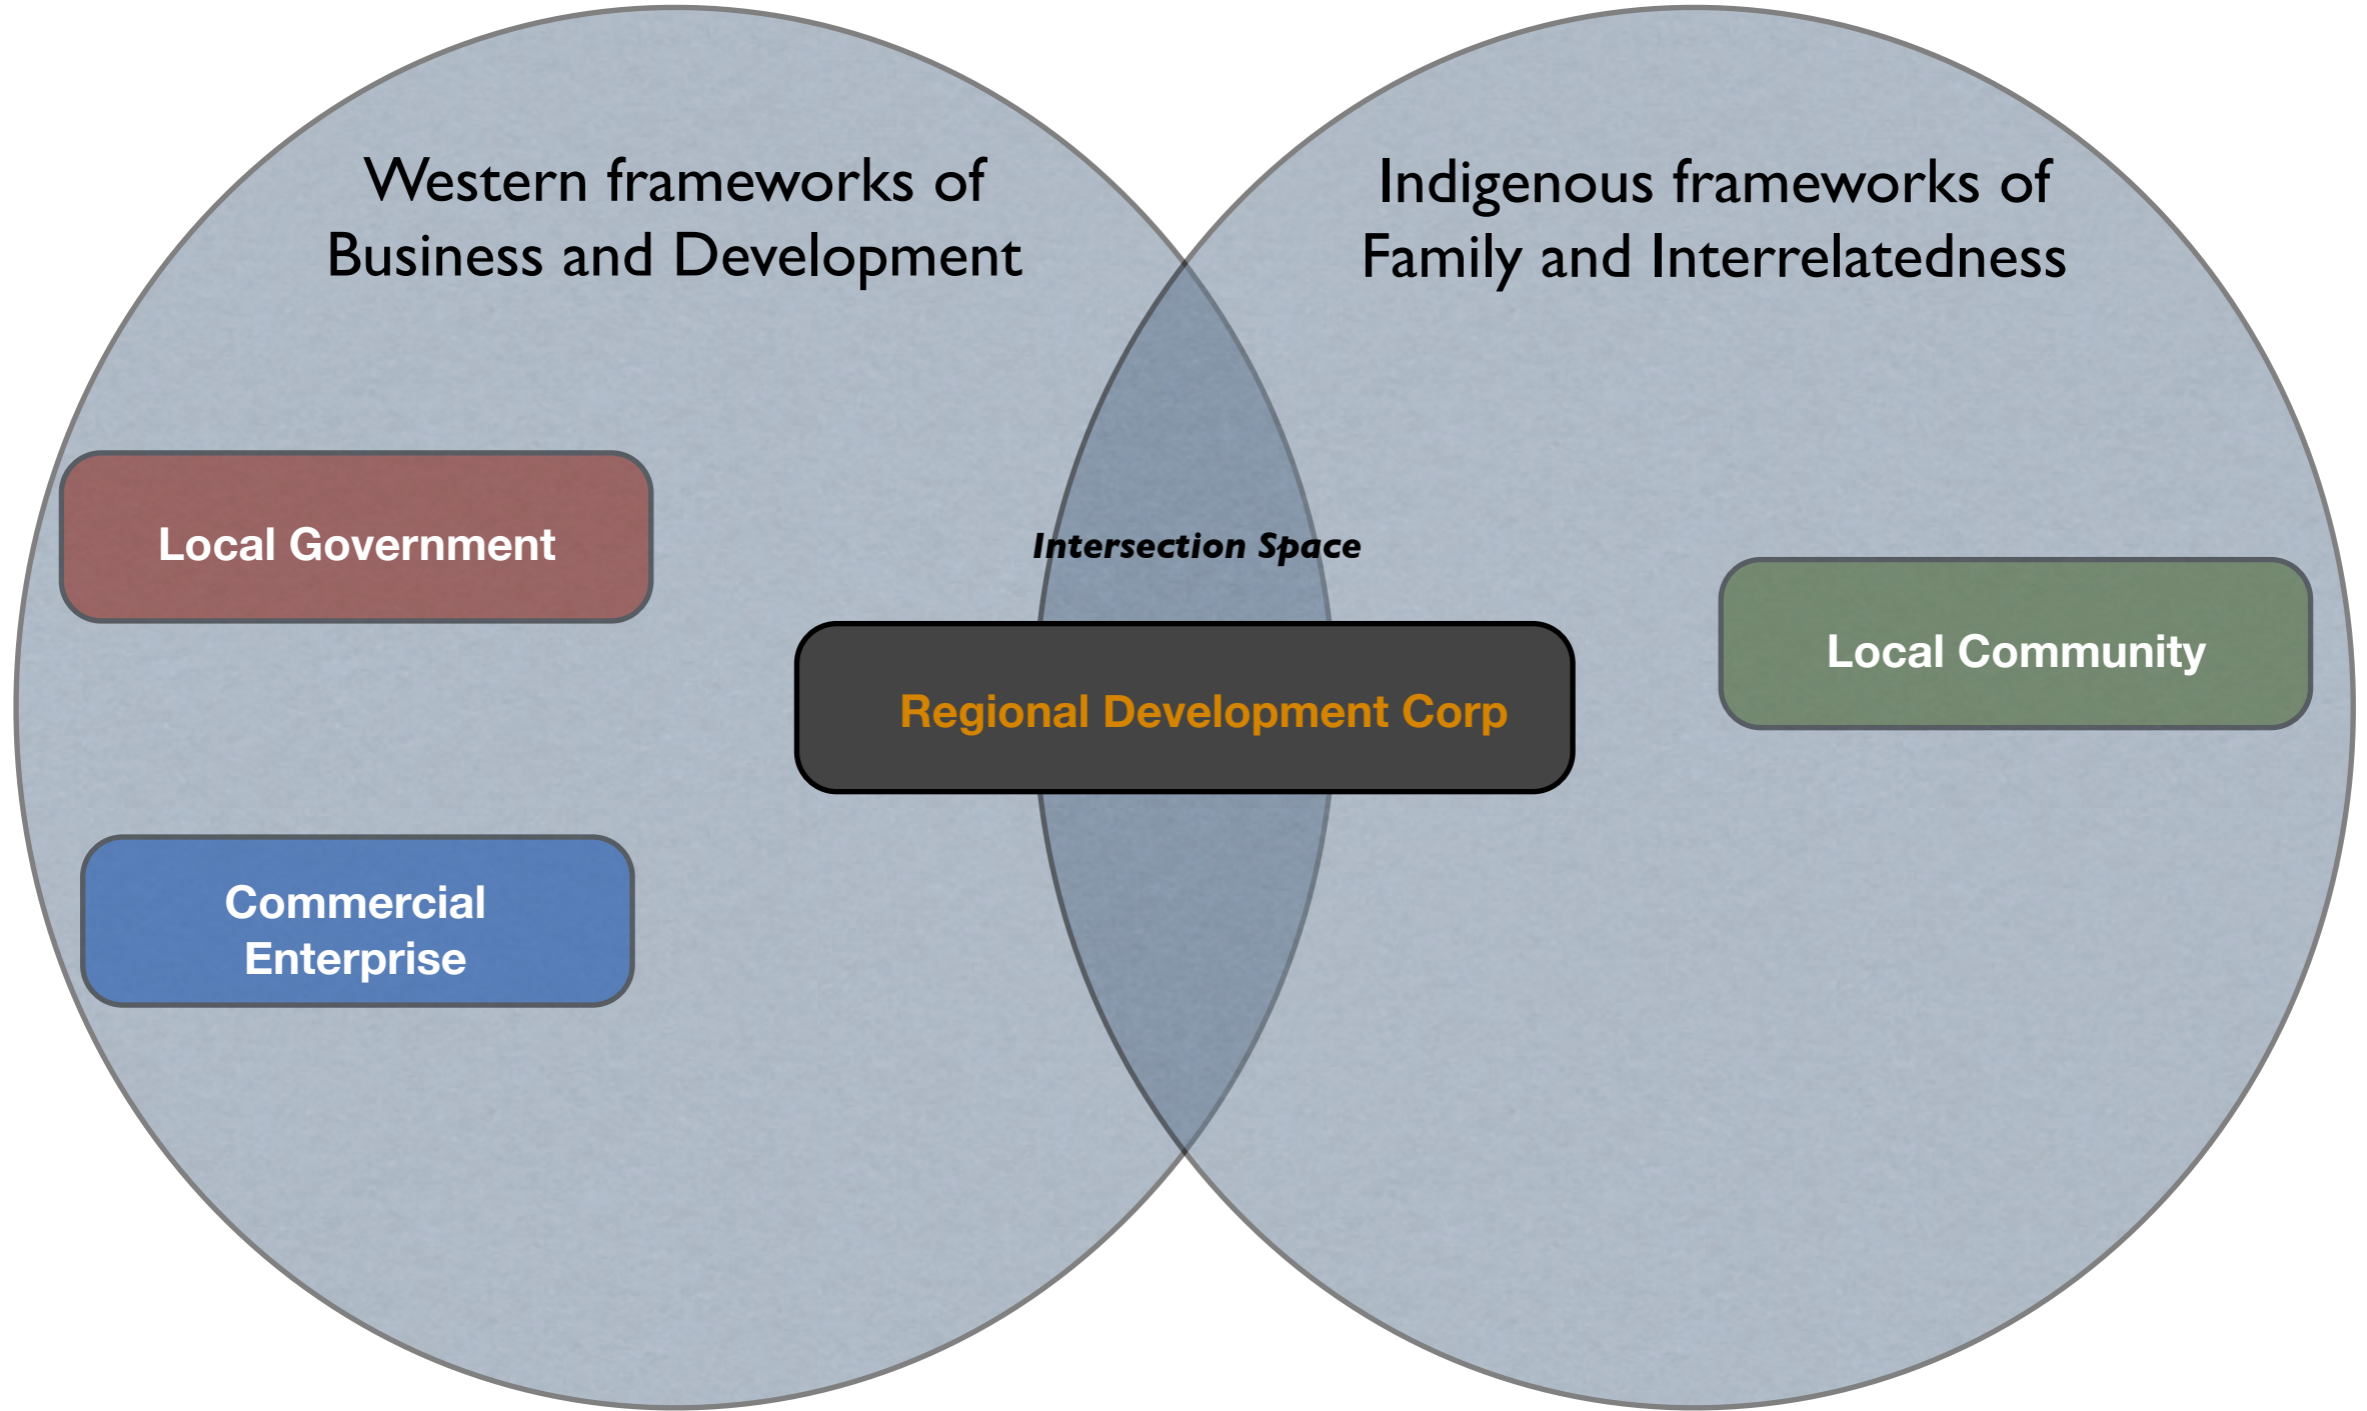 Western frameworks of
Business and Development
Indigenous frameworks of
Family and Interrelatedness
Local Government
Intersection Space
Local Community
Regional Development Corp
Commercial
Enterprise